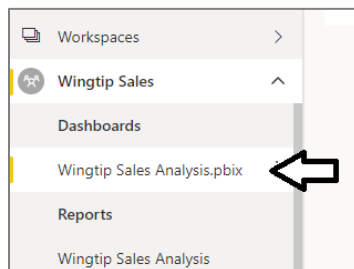 Workspaces
Wingtip Sales
Dashboards
Wingtip Sales Analysis.pbix
Reports
Wingtip Sales Analysis